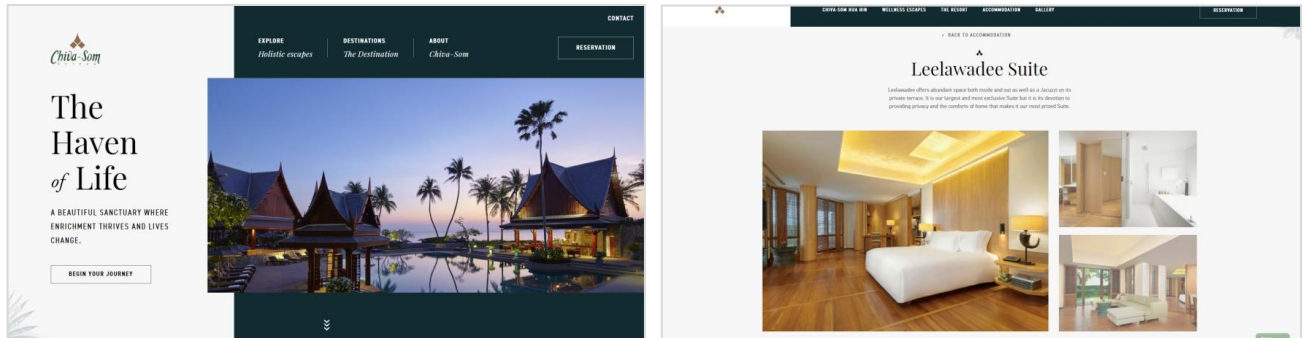 CONTACT
Chiva-Som
EXPLORE
Holistic escapes
DESTINATIONS
The Destination
ABOUT
Chiva-Som
RESERVATION
The
Haven
of Life
A BEAUTIFUL SANCTUARY WHERE
ENRICHMENT THRIVES AND LIVES
CHANGE.
BEGIN YOUR JOURNEY
CHIVA-SOM HUA HIN
WELLNESS ESCAPES
THE RESORT
ACCOMMODATION
GALLERY
RESERVATION
BACK TO ACCOMMODATION
Leelawadee Suite
Leelawadee offers abundant space both inside and out as well as a Jacuzzi on its
private terrace. It is our largest and most exclusive Suite but it is its devotion to
providing privacy and the comforts of home that makes it our most prized Suite.